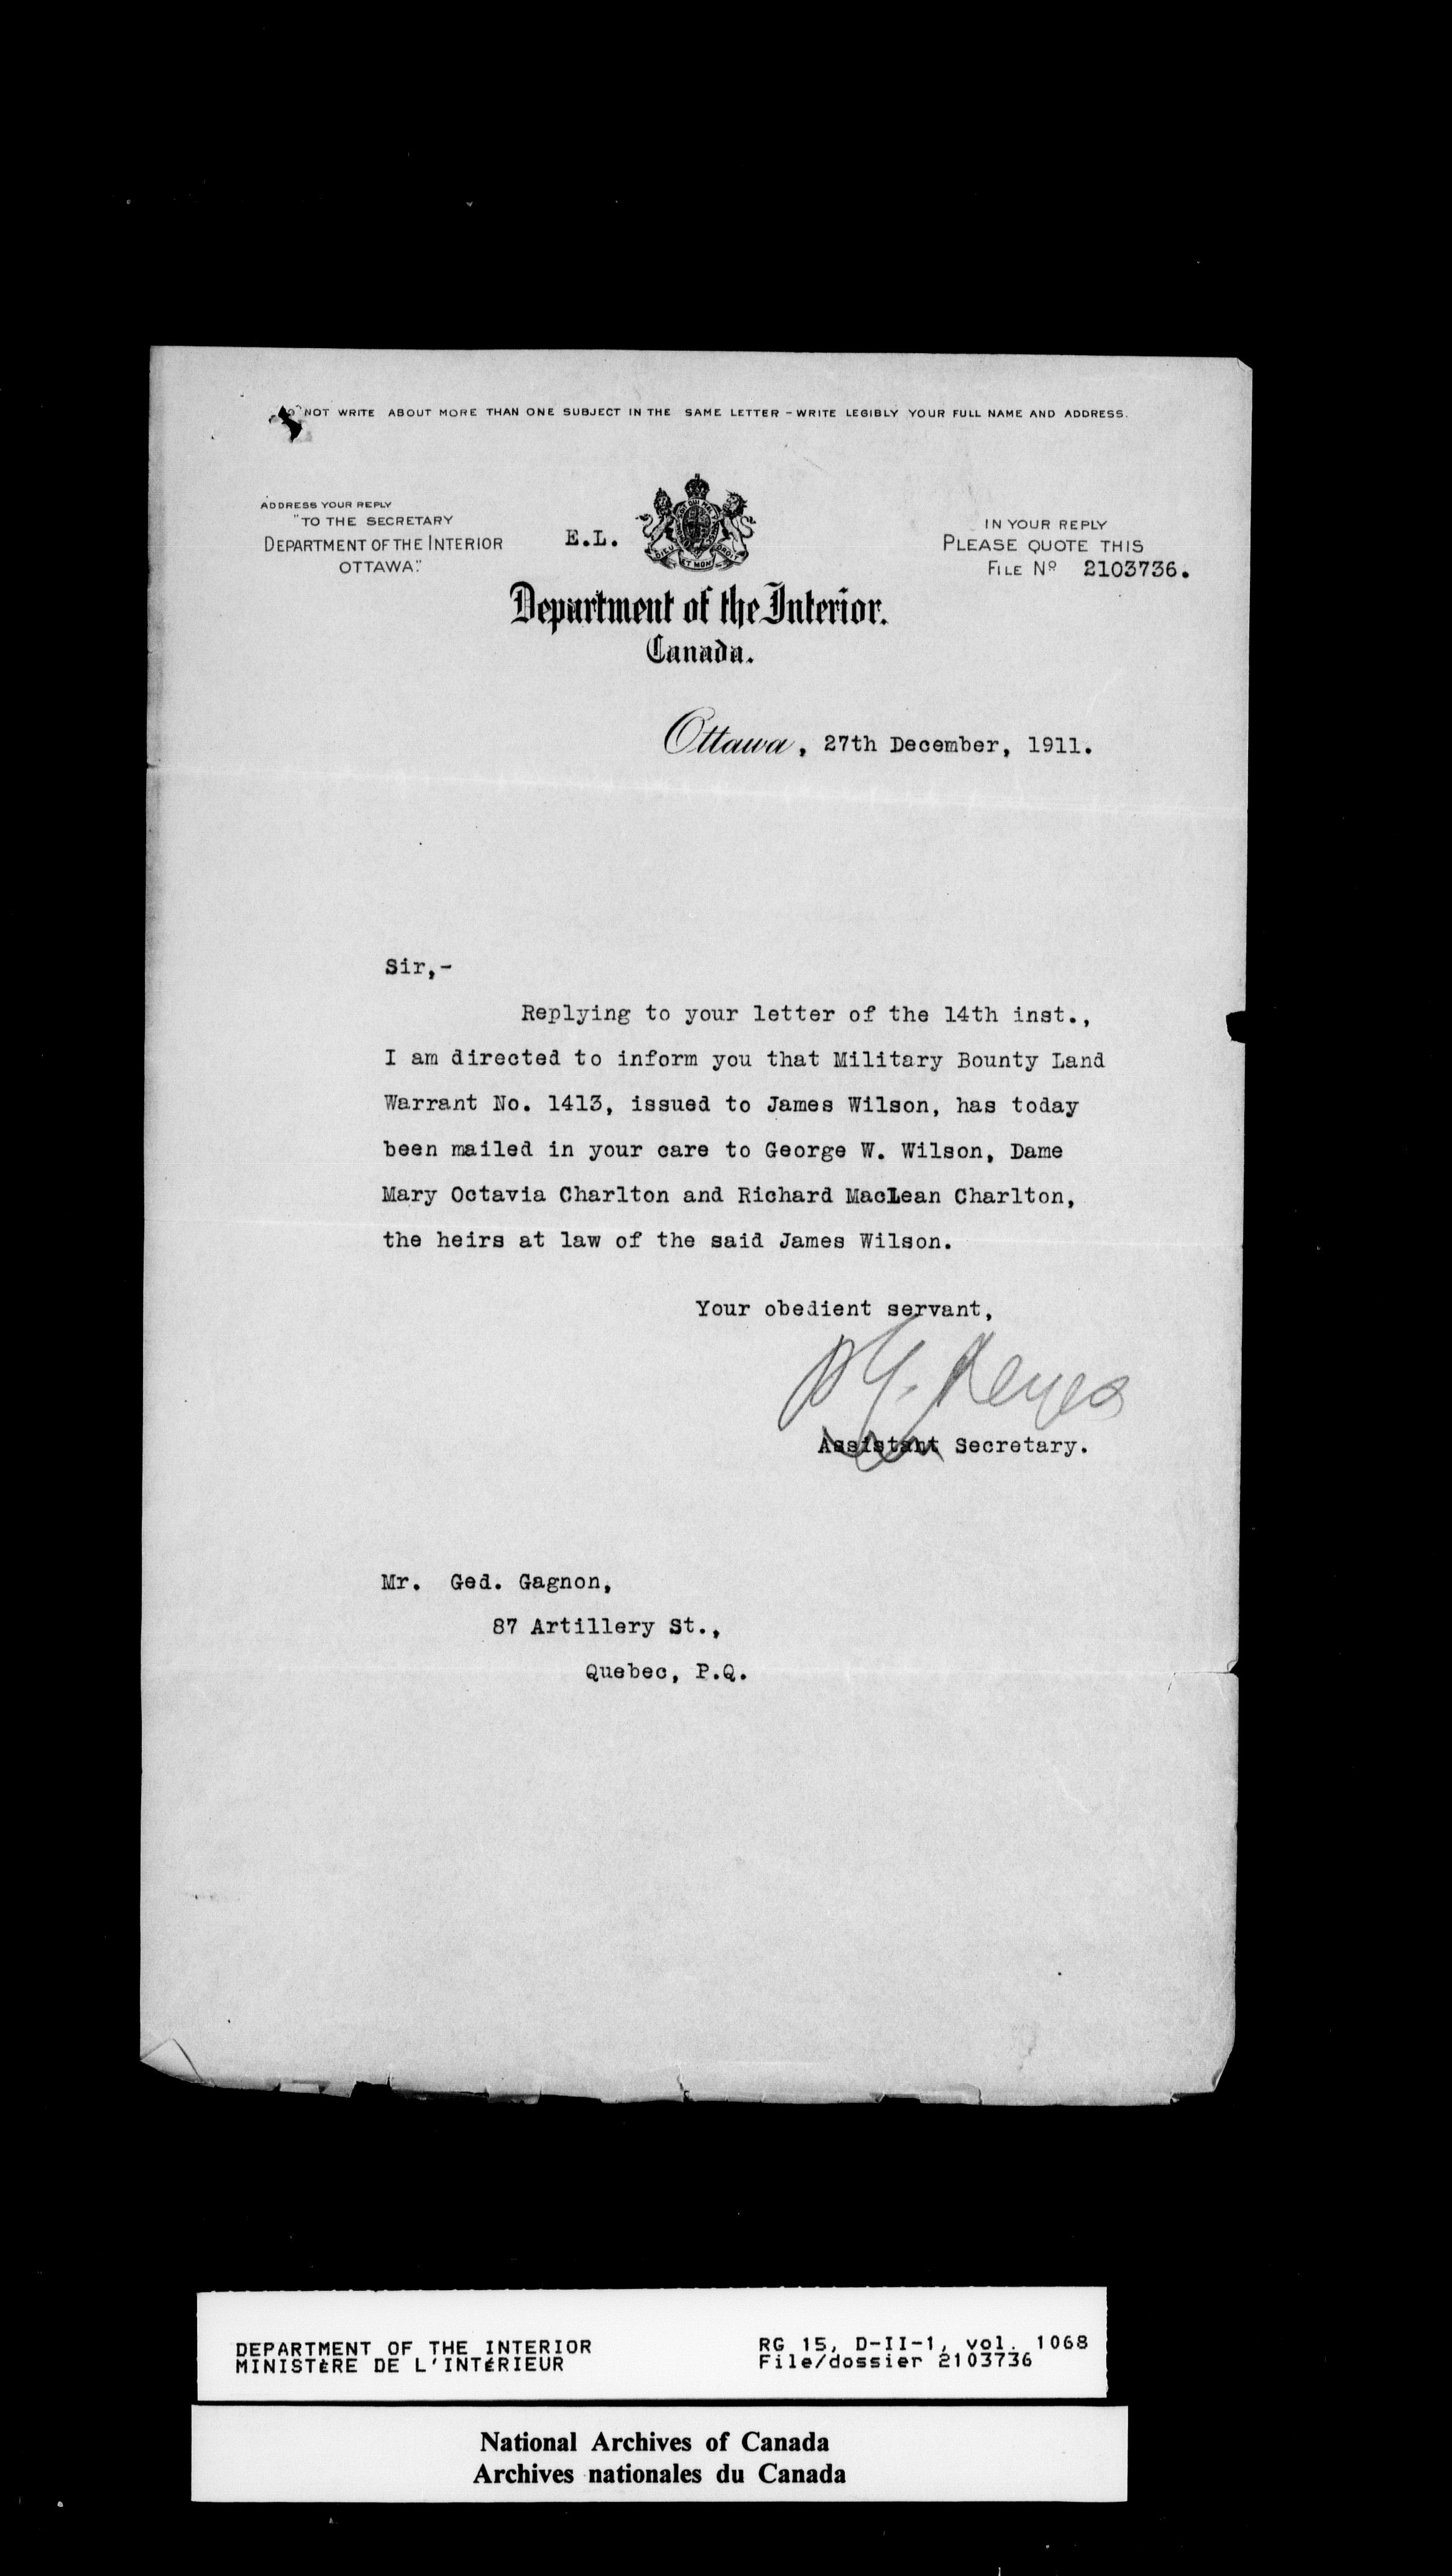 NOT WRITE ABOUT MORE THAN ONE SUBJECT IN THE SAME LETTER - WRITE LEGIBLY YOUR FULL NAME AND ADDRESS.
ADDRESS YOUR REPLY
"TO THE SECRETARY
DEPARTMENT OF THE INTERIOR
OTTAWA."
E.L.
DIEU ET MON DROIT
IN YOUR REPLY
PLEASE QUOTE THIS
FILE No 2103736.
Department of the Interior.
Canada.
Ottawa, 27th December, 1911.
Sir,-
Replying to your letter of the 14th inst.,
I am directed to inform you that Military Bounty Land
Warrant No. 1413, issued to James Wilson, has today
been mailed in your care to George W. Wilson, Dame
Mary Octavia Charlton and Richard MacLean Charlton,
the heirs at law of the said James Wilson.
Your obedient servant,
Keyes
Assistant Secretary.
Mr. Ged. Gagnon,
87 Artillery St.,
Quebec, P.Q.
DEPARTMENT OF THE INTERIOR
MINISTÈRE DE L'INTÉRIEUR
RG 15, D-II-1, vol. 1068
File/dossier 2103736
National Archives of Canada
Archives nationales du Canada